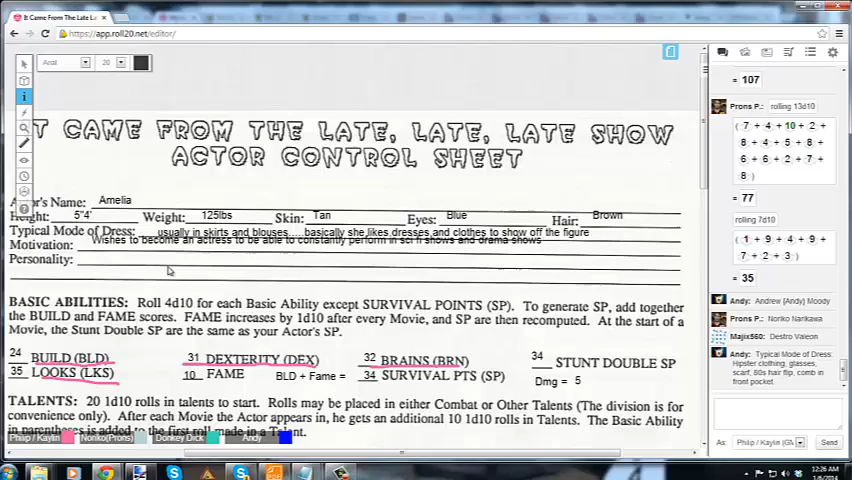 It Came From The Late La
https://app.roll20.net/editor/
Arial 20
IT CAME FROM THE LATE, LATE, LATE SHOW
ACTOR CONTROL SHEET
Actor's Name: Amelia
Height: 5"4' Weight: 125lbs Skin: Tan Eyes: Blue Hair: Brown
Typical Mode of Dress: usually in skirts and blouses.....basically she likes dresses and clothes to show off the figure
Motivation: Wishes to become an actress to be able to constantly perform in sci fi shows and drama shows
Personality:
BASIC ABILITIES: Roll 4d10 for each Basic Ability except SURVIVAL POINTS (SP). To generate SP, add together
the BUILD and FAME scores. FAME increases by 1d10 after every Movie, and SP are then recomputed. At the start of a
Movie, the Stunt Double SP are the same as your Actor's SP.
24 BUILD (BLD) 31 DEXTERITY (DEX) 32 BRAINS (BRN) 34 STUNT DOUBLE SP
35 LOOKS (LKS) 10 FAME BLD + Fame = 34 SURVIVAL PTS (SP) Dmg = 5
TALENTS: 20 1d10 rolls in talents to start. Rolls may be placed in either Combat or Other Talents (The division is for
convenience only). After each Movie the Actor appears in, he gets an additional 10 1d10 rolls in Talents. The Basic Ability
in parentheses is added to the first roll made in a Talent.
Philip / Kaylin Noriko(Prons) Donkey Dick Andy
= 107
Prons P.: rolling 13d10
( 7 + 4 + 10 + 2 +
8 + 4 + 5 + 8 +
6 + 6 + 2 + 7 +
8 )
= 77
rolling 7d10
( 1 + 9 + 4 + 9 +
7 + 2 + 3 )
= 35
Andy: Andrew {Andy} Moody
Prons P.: Noriko Narikawa
Majix560: Destro Valeon
Andy: Typical Mode of Dress:
Hipster clothing, glasses,
scarf, 80s hair flip, comb in
front pocket.
As: Philip / Kaylin (GM Send
12:26 AM
1/6/2014